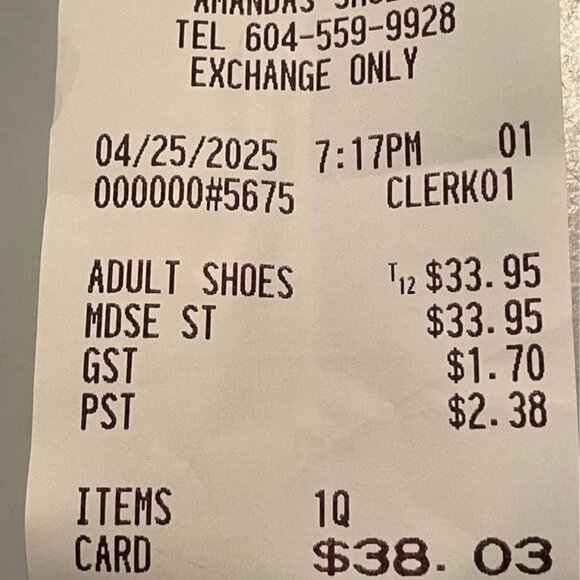 AMANDAS
TEL 604-559-9928
EXCHANGE ONLY
04/25/2025 7:17PM 01
000000#5675 CLERK01
ADULT SHOES T12 $33.95
MDSE ST $33.95
GST $1.70
PST $2.38
ITEMS 1Q
CARD $38.03